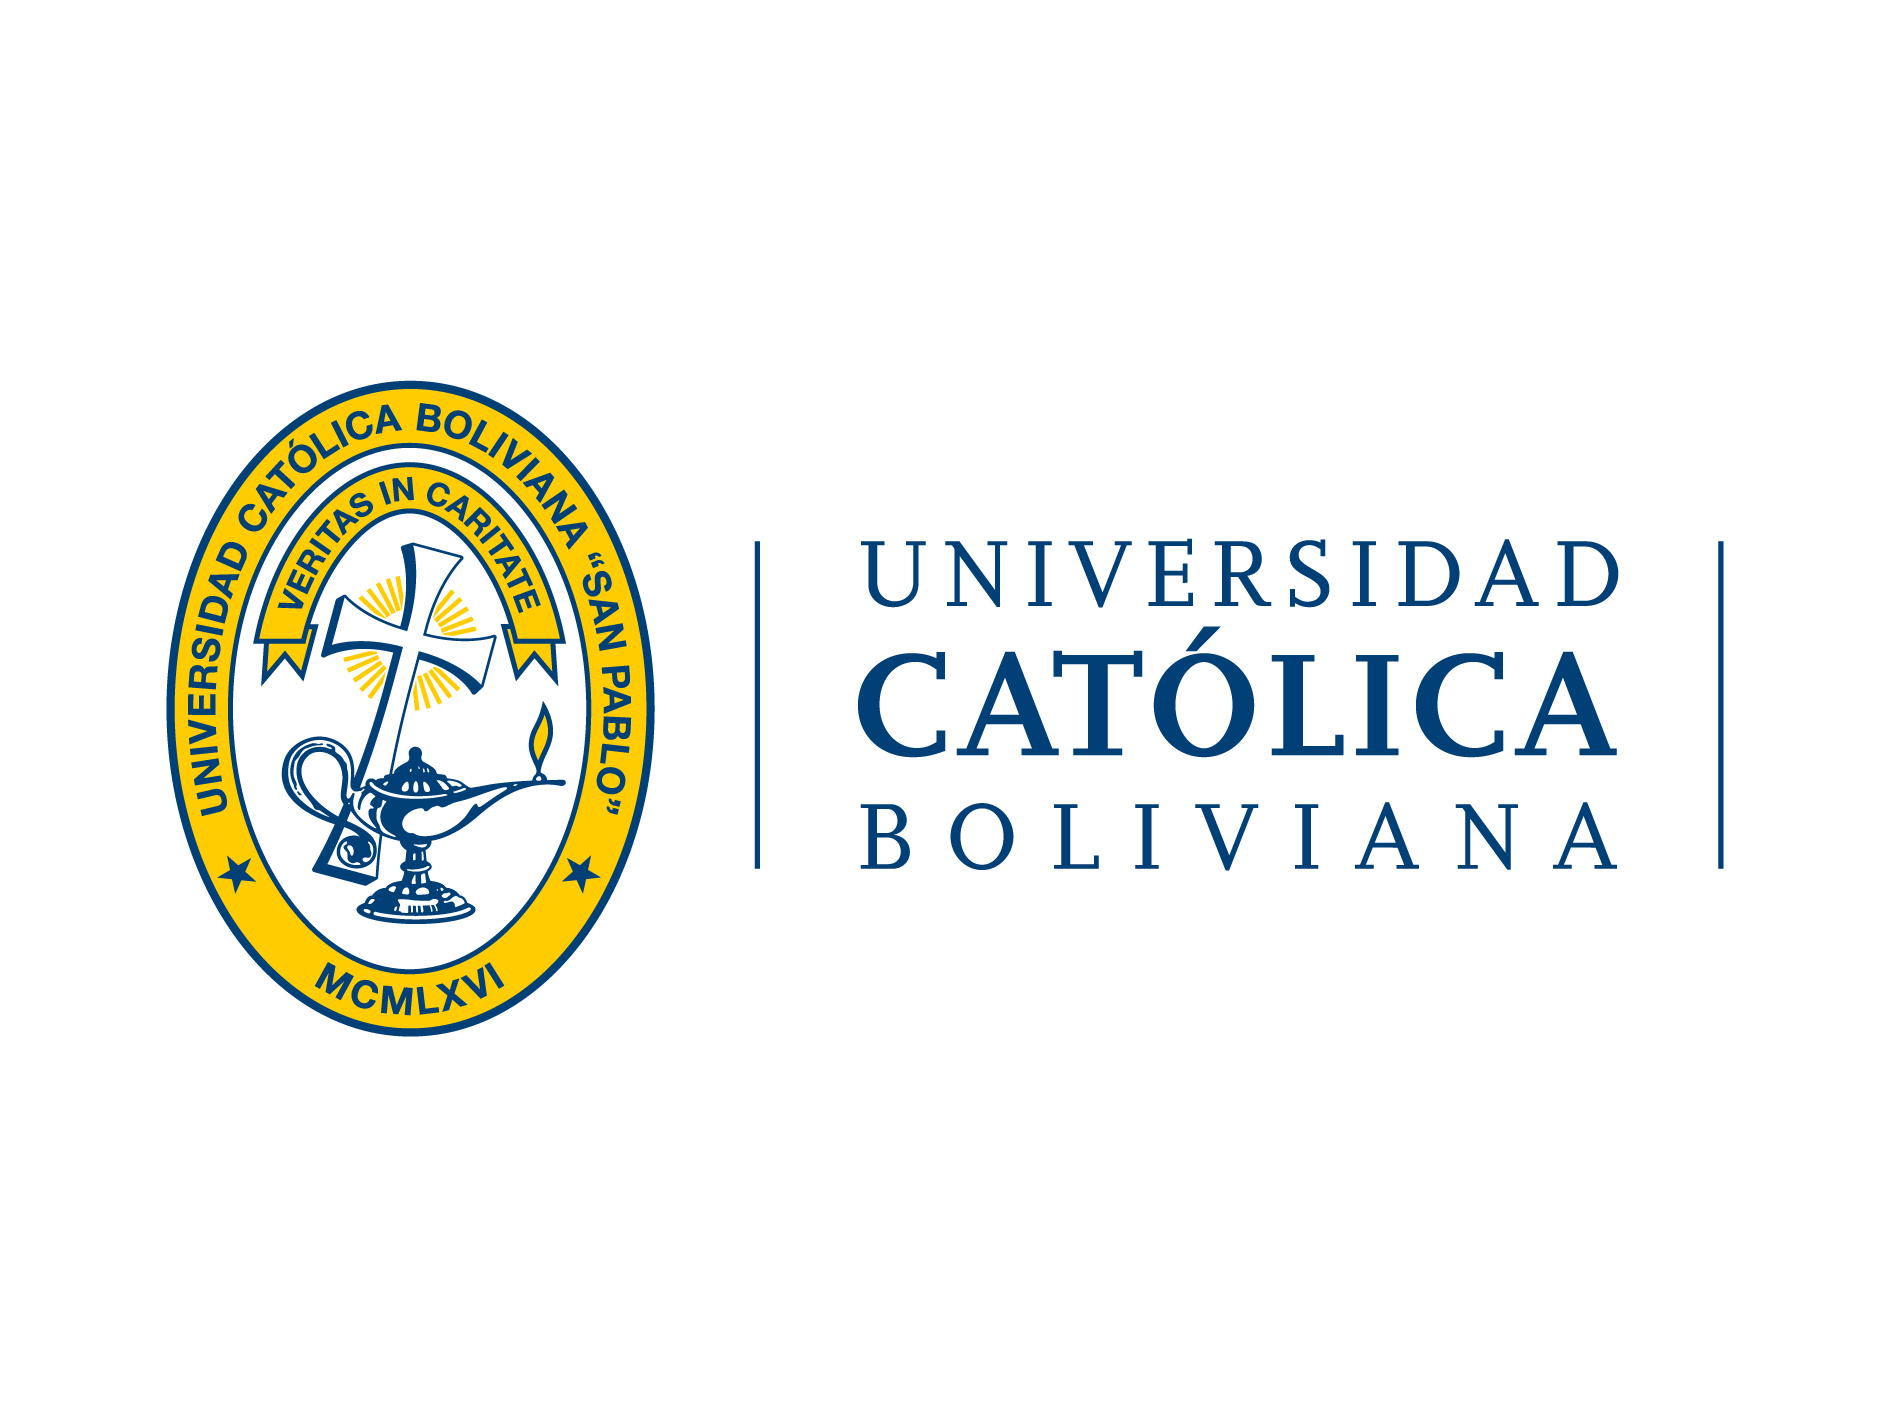 UNIVERSIDAD CATÓLICA BOLIVIANA “SAN PABLO”
VERITAS IN CARITATE
MCMLXVI
UNIVERSIDAD
CATÓLICA
BOLIVIANA